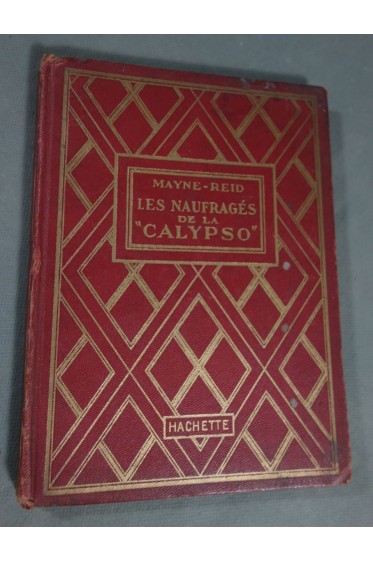 MAYNE-REID
LES NAUFRAGÉS
DE LA
"CALYPSO"
HACHETTE